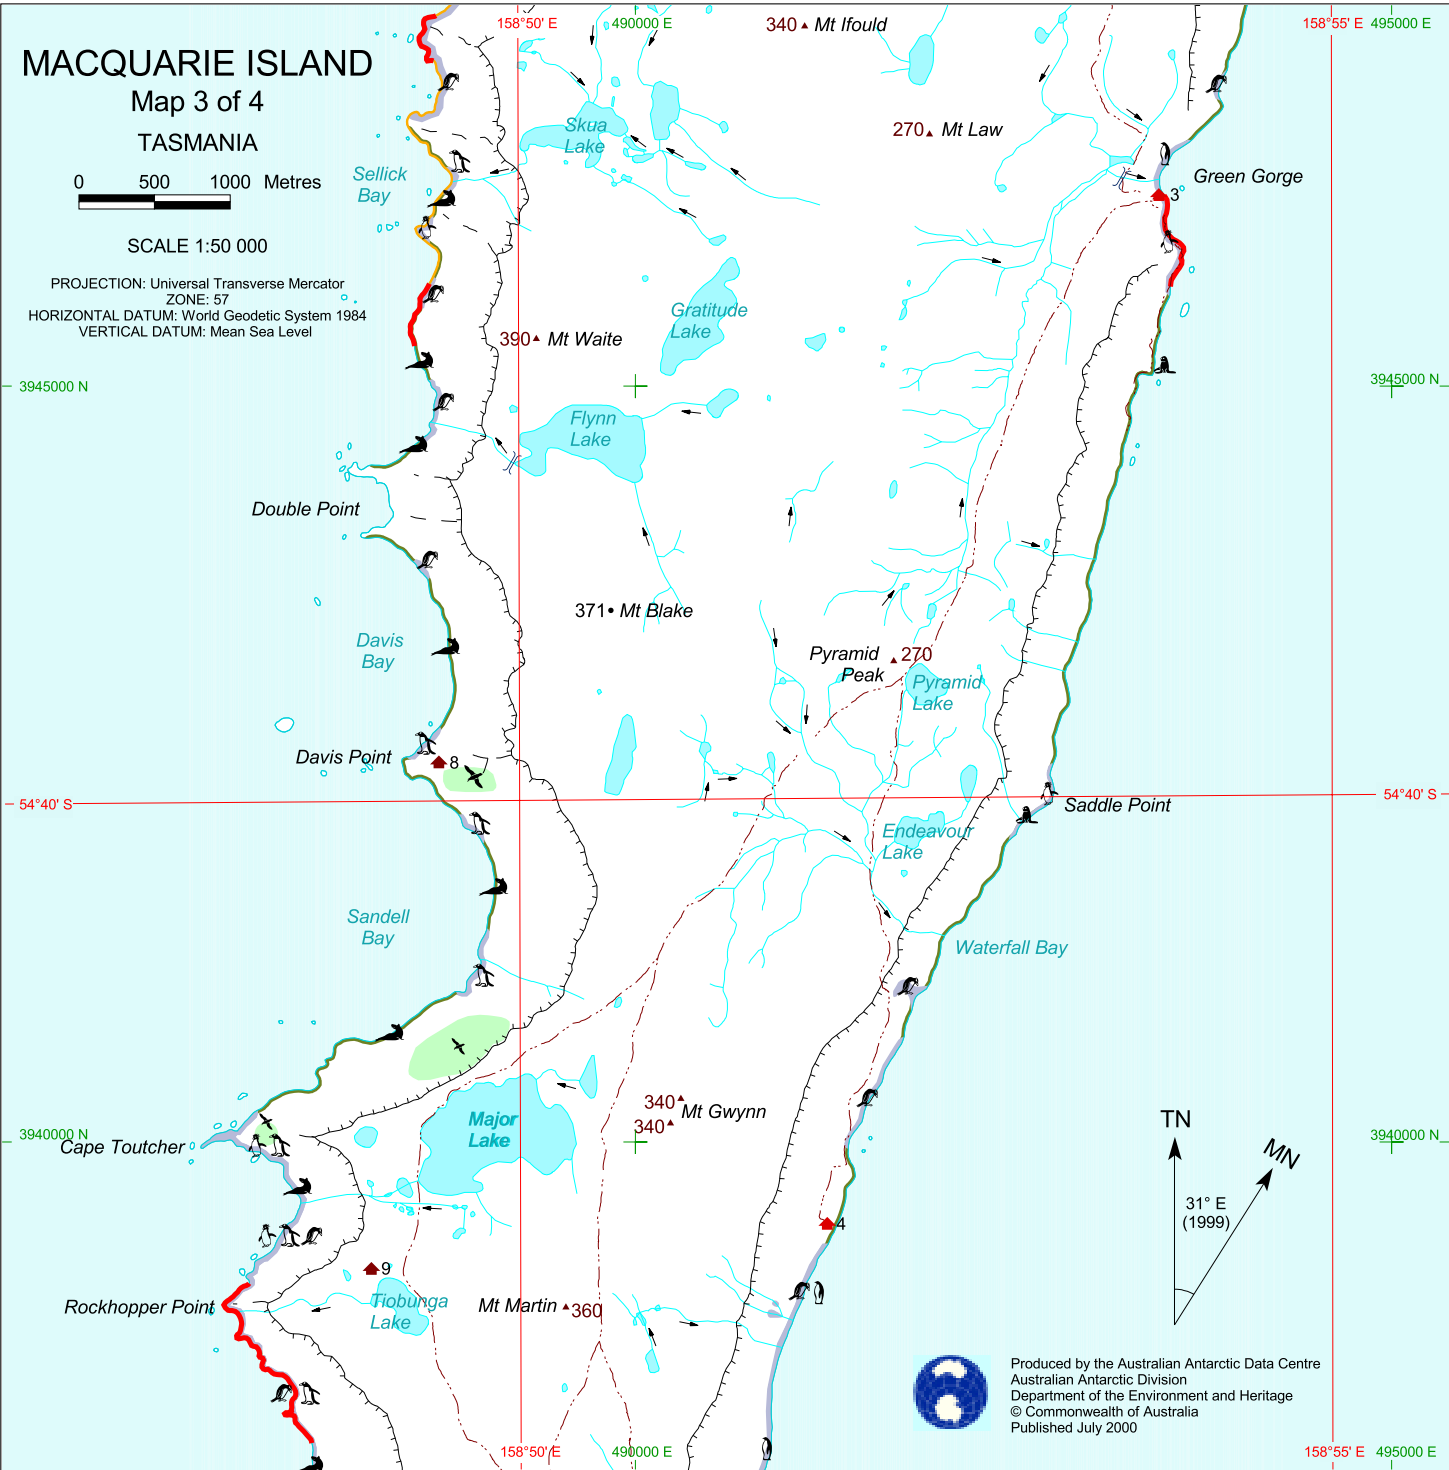 158°50' E
490000 E
158°55' E
495000 E
340 Mt Ifould
MACQUARIE ISLAND
Map 3 of 4
TASMANIA
0 500 1000 Metres
SCALE 1:50 000
PROJECTION: Universal Transverse Mercator
ZONE: 57
HORIZONTAL DATUM: World Geodetic System 1984
VERTICAL DATUM: Mean Sea Level
Skua
Lake
270 Mt Law
Sellick
Bay
Green Gorge
3
Gratitude
Lake
390 Mt Waite
3945000 N
3945000 N
Flynn
Lake
Double Point
371 Mt Blake
Davis
Bay
Pyramid
Peak
270
Pyramid
Lake
Davis Point
8
54°40' S
54°40' S
Saddle Point
Endeavour
Lake
Sandell
Bay
Waterfall Bay
340
Mt Gwynn
340
Major
Lake
3940000 N
3940000 N
Cape Toutcher
TN
MN
31° E
(1999)
4
9
Rockhopper Point
Tiobunga
Lake
Mt Martin
360
Produced by the Australian Antarctic Data Centre
Australian Antarctic Division
Department of the Environment and Heritage
© Commonwealth of Australia
Published July 2000
158°50' E
490000 E
158°55' E
495000 E